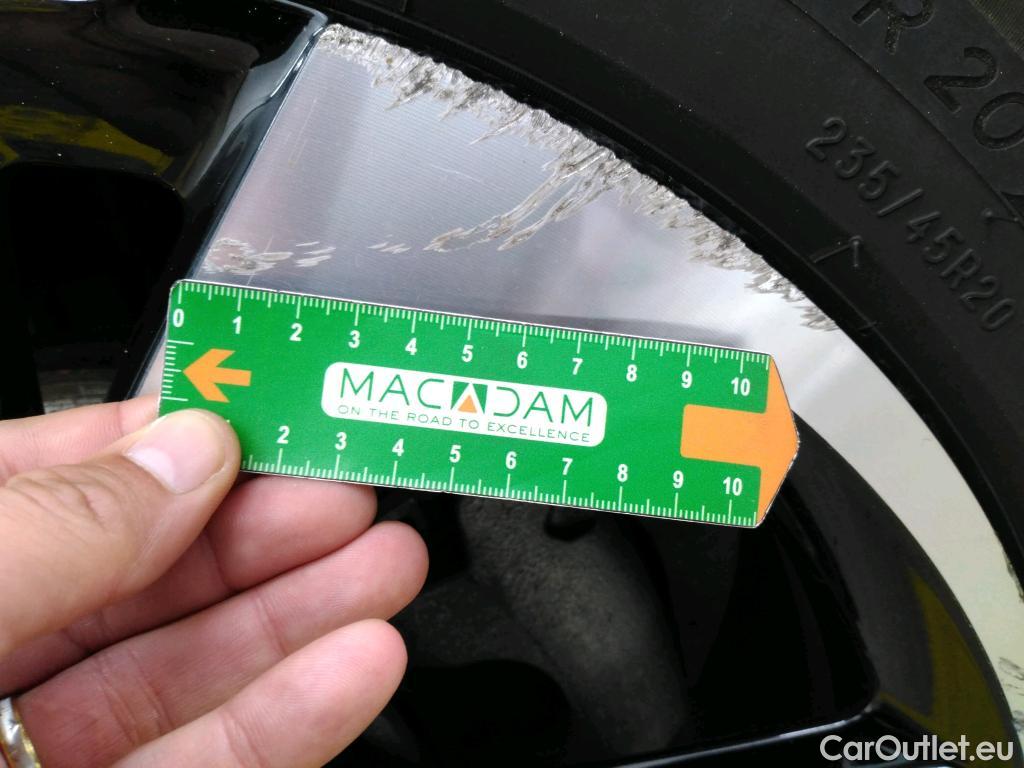 R 20
235/45R20
0 1 2 3 4 5 6 7 8 9 10
MACADAM
ON THE ROAD TO EXCELLENCE
2 3 4 5 6 7 8 9 10
CarOutlet.eu